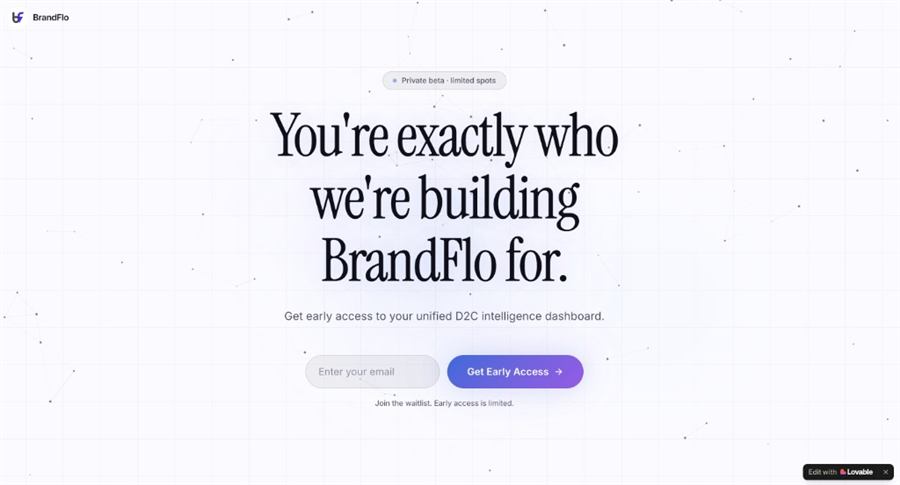 BrandFlo
Private beta · limited spots
You're exactly who
we're building
BrandFlo for.
Get early access to your unified D2C intelligence dashboard.
Enter your email
Get Early Access →
Join the waitlist. Early access is limited.
Edit with Lovable ×